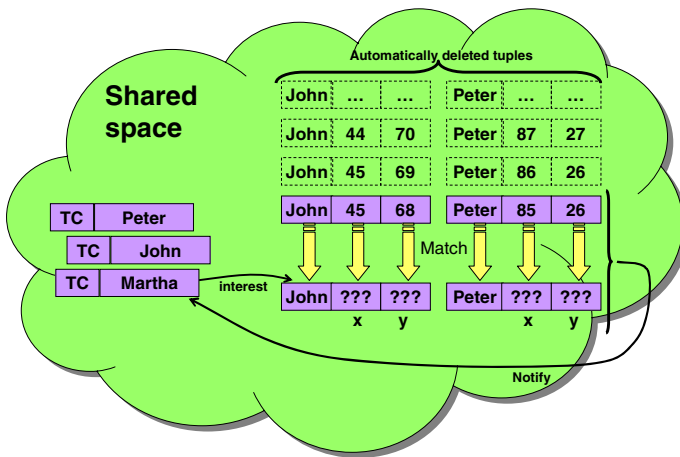 Automatically deleted tuples
Shared
space
John ... ... Peter ... ...
John 44 70 Peter 87 27
John 45 69 Peter 86 26
John 45 68 Peter 85 26
TC Peter
TC John
TC Martha
Match
interest
John ??? ??? Peter ??? ???
x y x y
Notify